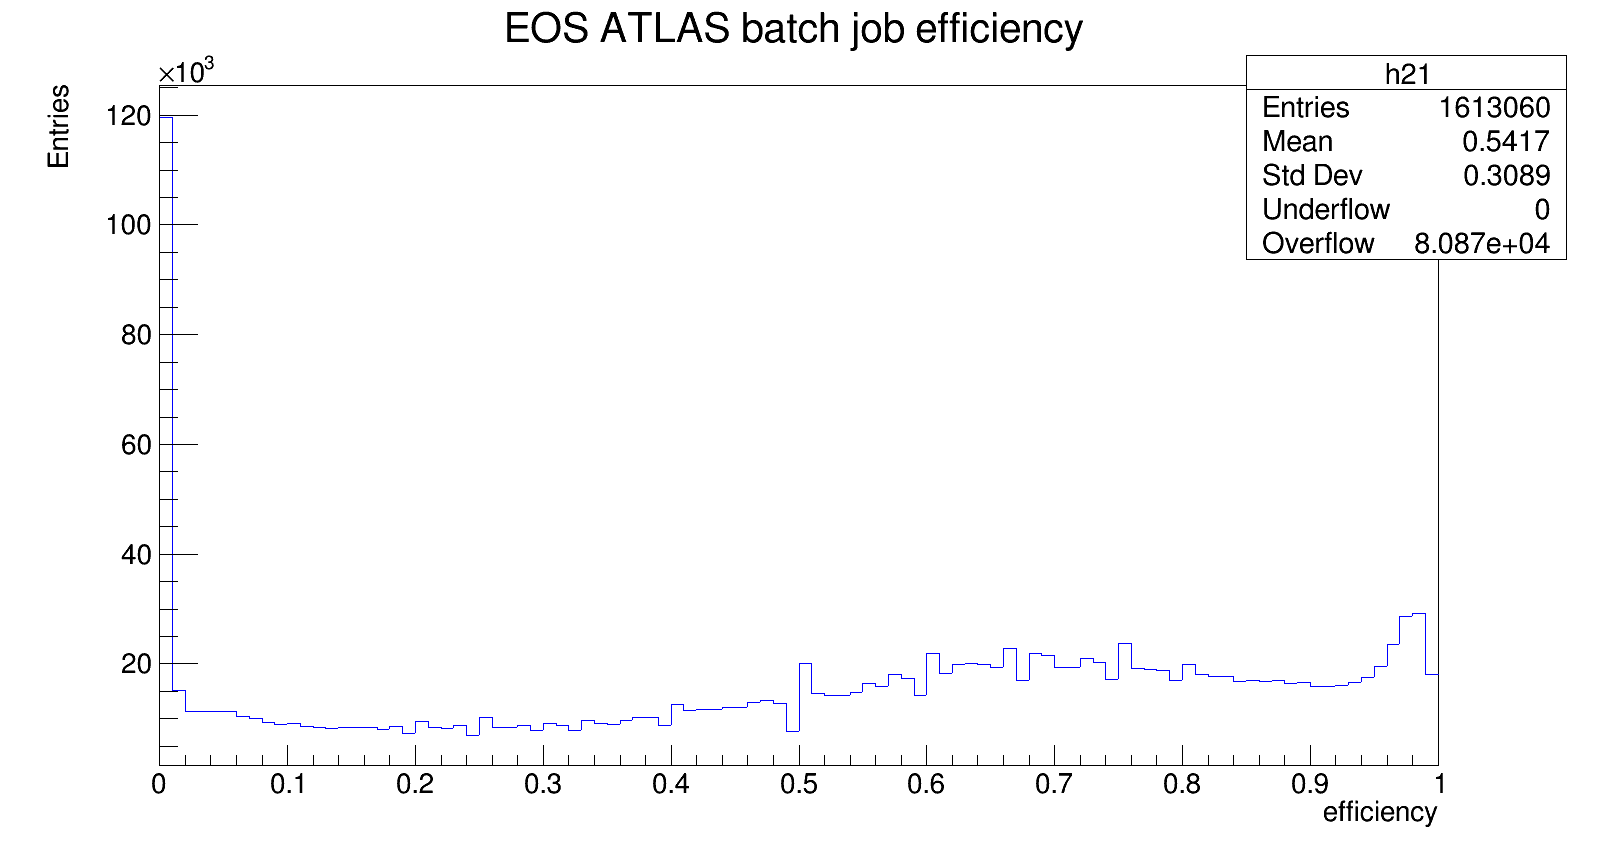 EOS ATLAS batch job efficiency
×10³
Entries
h21
Entries 1613060
Mean 0.5417
Std Dev 0.3089
Underflow 0
Overflow 8.087e+04
120
100
80
60
40
20
0 0.1 0.2 0.3 0.4 0.5 0.6 0.7 0.8 0.9 1
efficiency